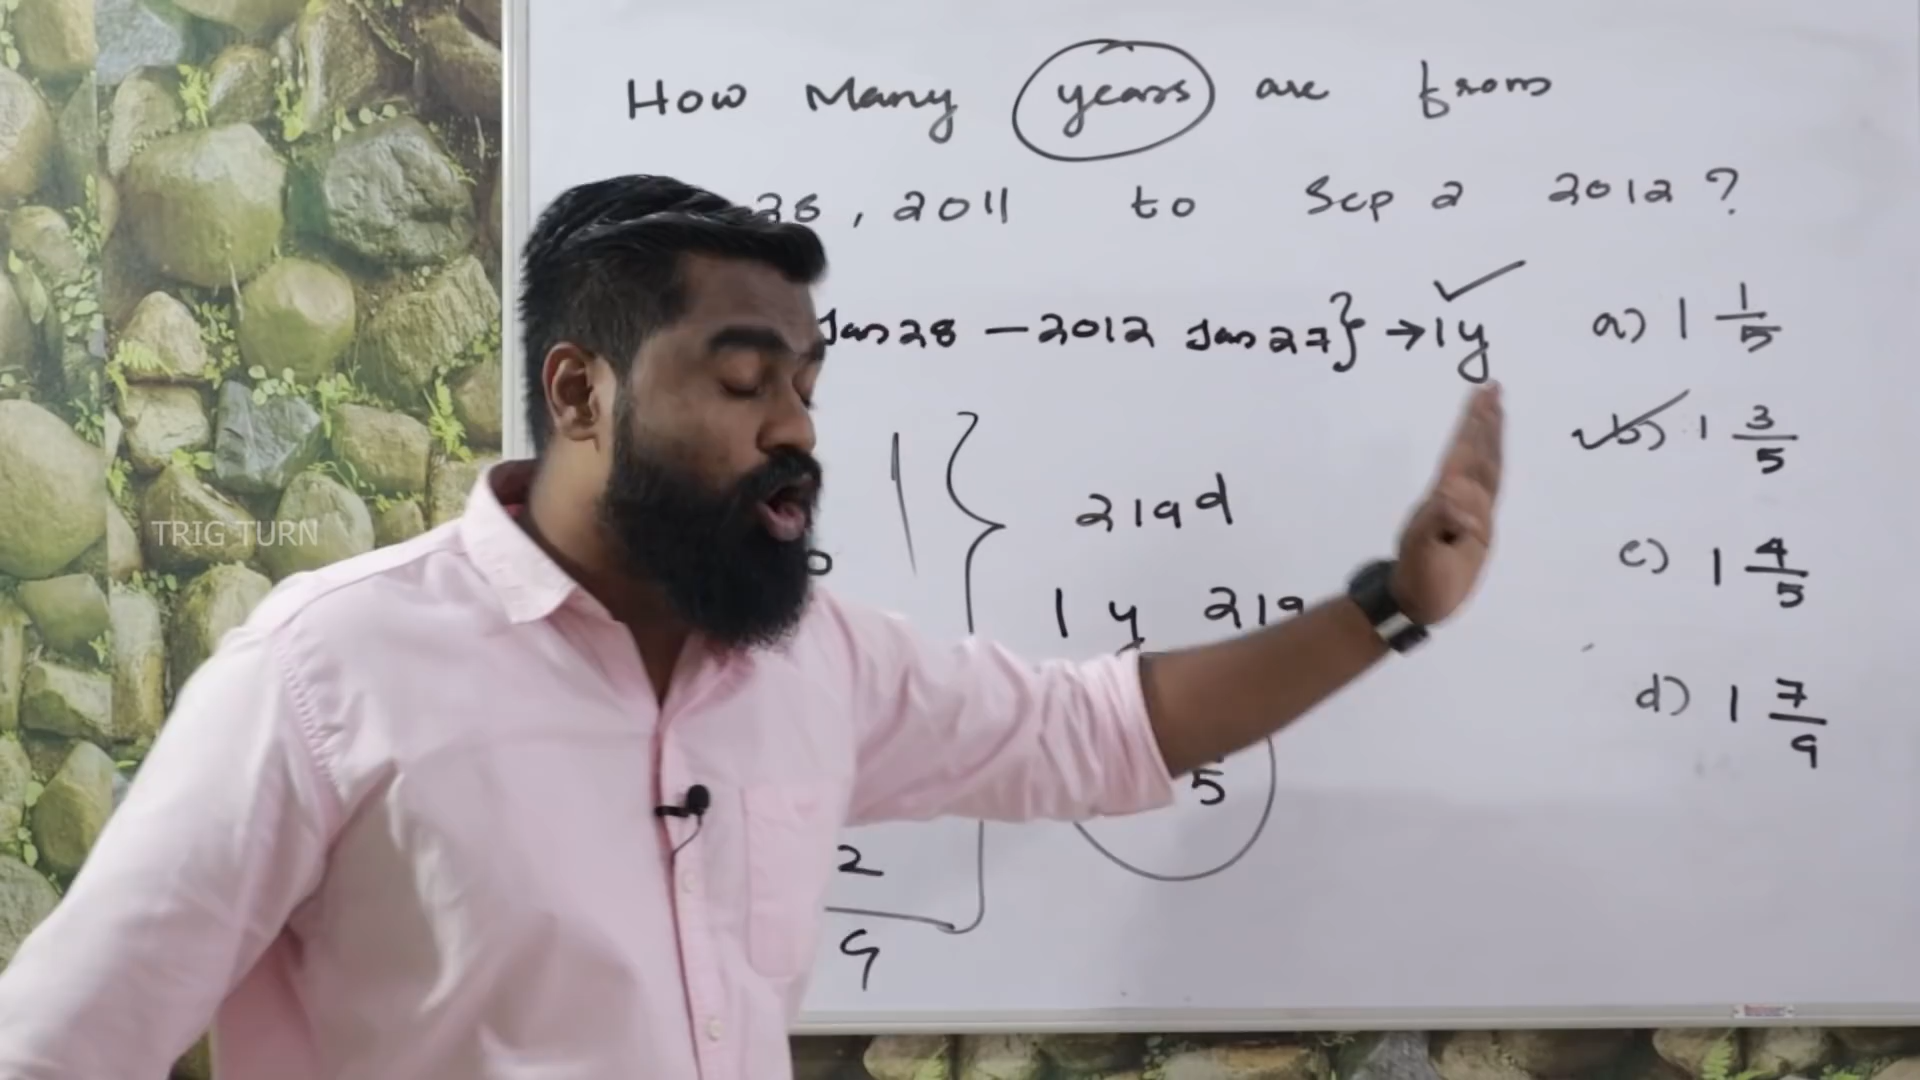 How Many years are from
28, 2011 to Sep 2 2012 ?
Jan 28 - 2012 Jan 27 } → 1y
a) 1 1/5
b) 1 3/5
219 d
c) 1 4/5
1 y 219
d) 1 7/9
5
2
9
TRIG TURN